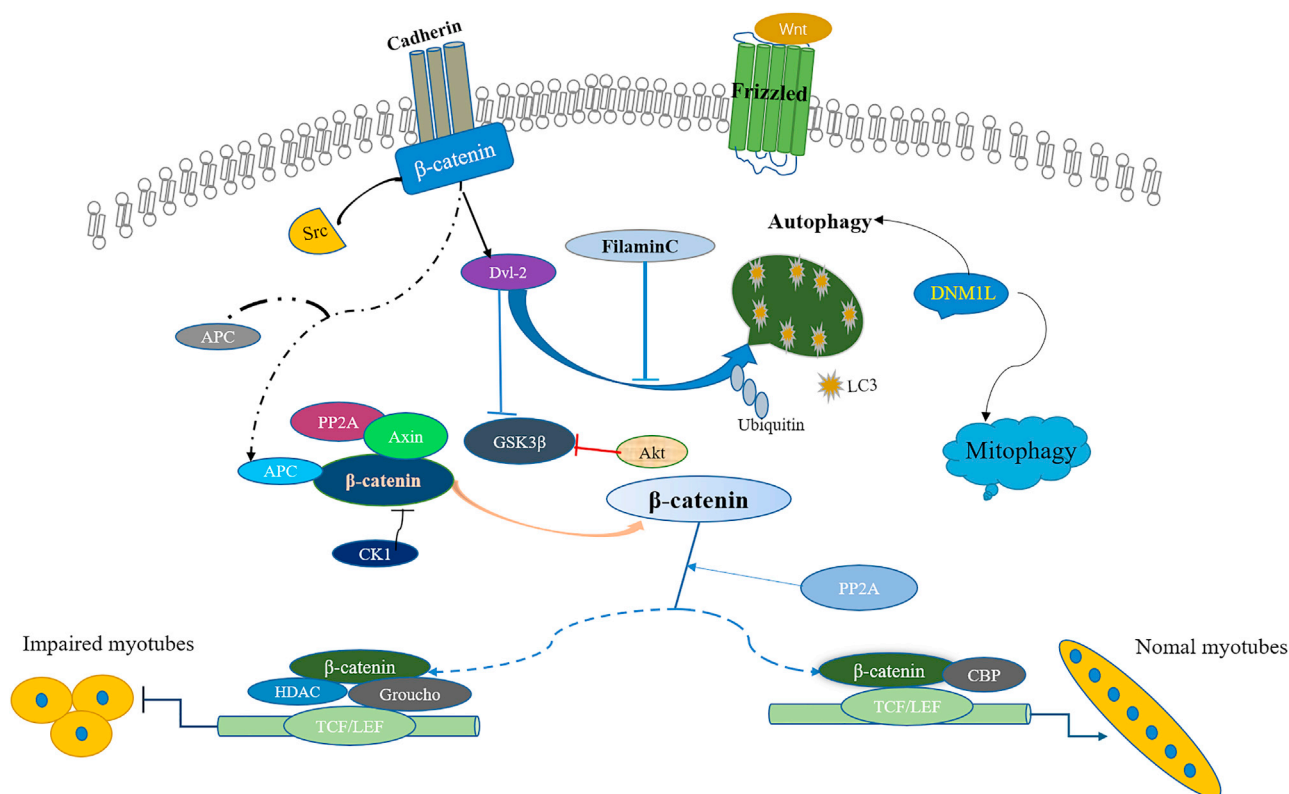 Cadherin
Wnt
Frizzled
β-catenin
Src
Autophagy
FilaminC
Dvl-2
DNM1L
APC
LC3
Ubiquitin
PP2A
Axin
GSK3β
Akt
Mitophagy
APC
β-catenin
β-catenin
CK1
PP2A
Impaired myotubes
Nomal myotubes
β-catenin
HDAC
Groucho
TCF/LEF
β-catenin
CBP
TCF/LEF